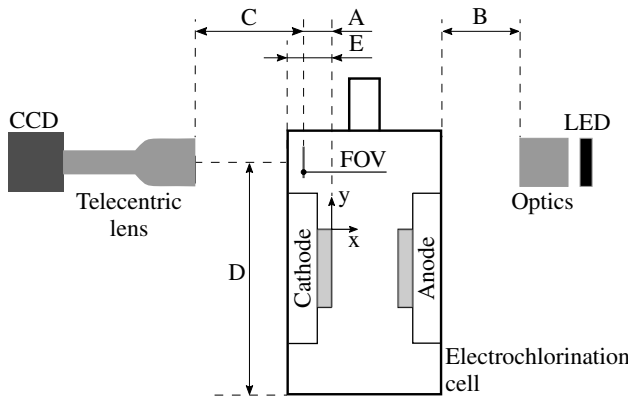 C
A
E
B
CCD
LED
FOV
Telecentric
lens
Optics
y
x
D
Cathode
Anode
Electrochlorination
cell